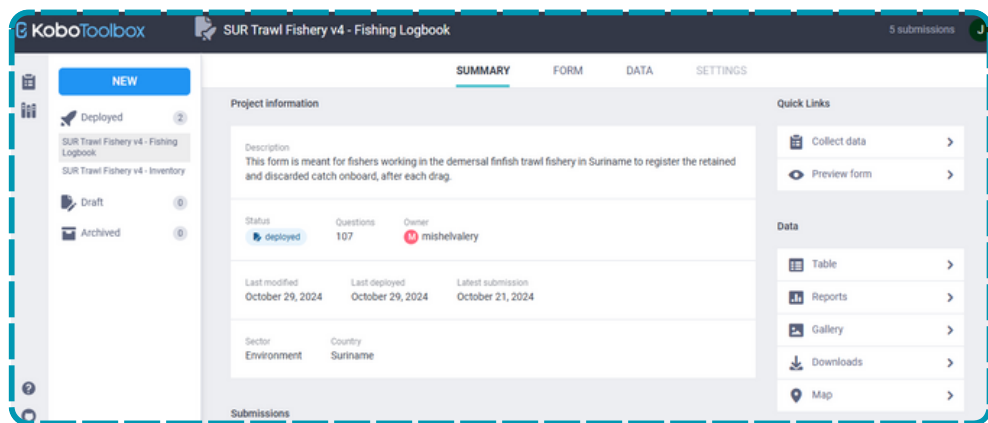 KoboToolbox
SUR Trawl Fishery v4 - Fishing Logbook
5 submissions
J
NEW
Deployed
2
SUR Trawl Fishery v4 - Fishing
Logbook
SUR Trawl Fishery v4 - Inventory
Draft
0
Archived
0
SUMMARY FORM DATA SETTINGS
Project information
Description
This form is meant for fishers working in the demersal finfish trawl fishery in Suriname to register the retained
and discarded catch onboard, after each drag.
Status Questions Owner
deployed 107 M mishelvalery
Last modified Last deployed Latest submission
October 29, 2024 October 29, 2024 October 21, 2024
Sector Country
Environment Suriname
Submissions
Quick Links
Collect data
Preview form
Data
Table
Reports
Gallery
Downloads
Map